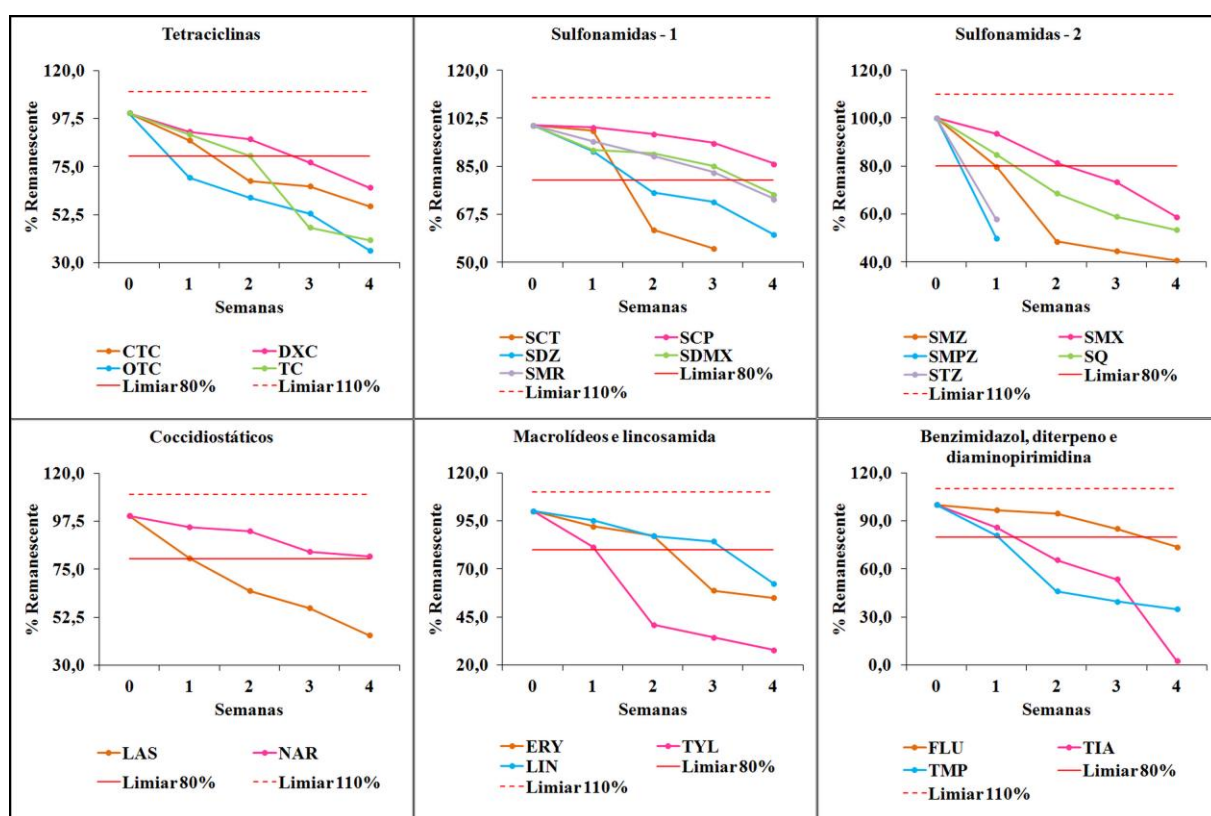 Tetraciclinas
120,0
97,5
75,0
52,5
30,0
% Remanescente
0 1 2 3 4
Semanas
CTC DXC
OTC TC
Limiar 80% Limiar 110%
Sulfonamidas - 1
120,0
102,5
85,0
67,5
50,0
% Remanescente
0 1 2 3 4
Semanas
SCT SCP
SDZ SDMX
SMR Limiar 80%
Limiar 110%
Sulfonamidas - 2
120,0
100,0
80,0
60,0
40,0
% Remanescente
0 1 2 3 4
Semanas
SMZ SMX
SMPZ SQ
STZ Limiar 80%
Limiar 110%
Coccidiostáticos
120,0
97,5
75,0
52,5
30,0
% Remanescente
0 1 2 3 4
Semanas
LAS NAR
Limiar 80% Limiar 110%
Macrolídeos e lincosamida
120,0
95,0
70,0
45,0
20,0
% Remanescente
0 1 2 3 4
Semanas
ERY TYL
LIN Limiar 80%
Limiar 110%
Benzimidazol, diterpeno e
diaminopirimidina
120,0
90,0
60,0
30,0
0,0
% Remanescente
0 1 2 3 4
Semanas
FLU TIA
TMP Limiar 80%
Limiar 110%